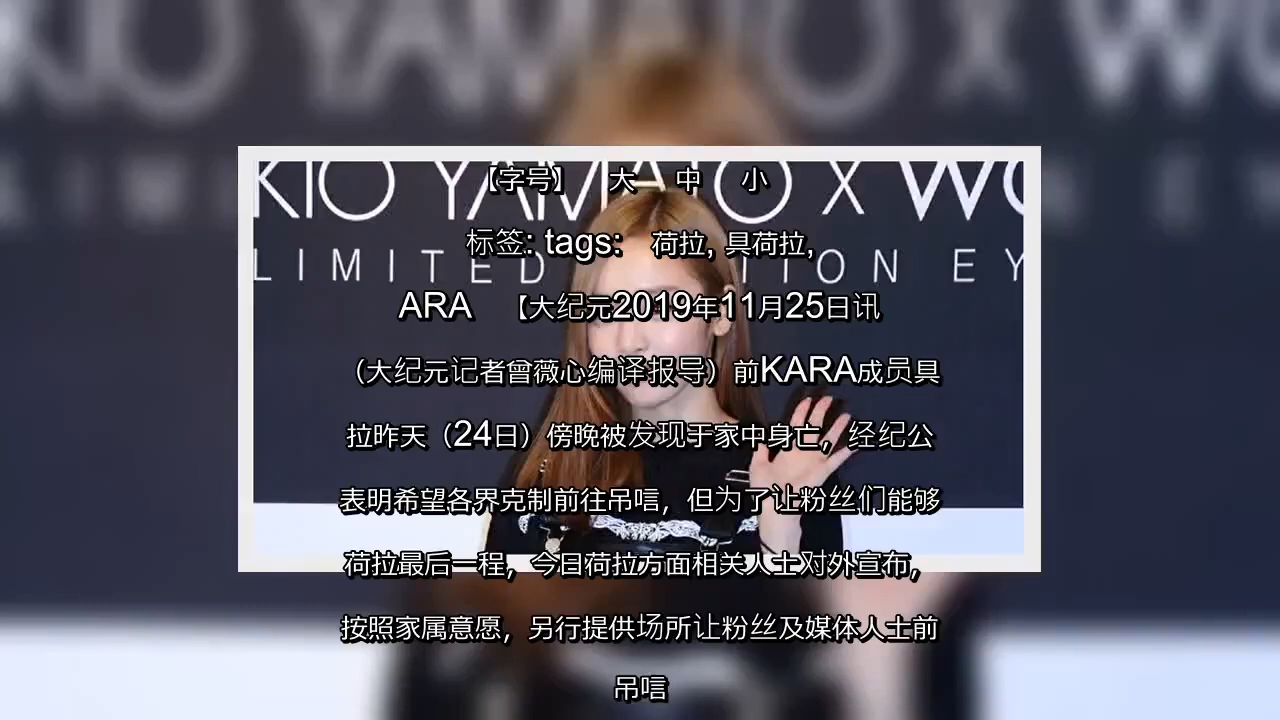 KIO YAMATO X WO
LIMITED ITION EY
【字号】 大 中 小
标签: tags: 荷拉, 具荷拉,
ARA 【大纪元2019年11月25日讯
（大纪元记者曾薇心编译报导）前KARA成员具
拉昨天（24日）傍晚被发现于家中身亡，经纪公
表明希望各界克制前往吊唁，但为了让粉丝们能够
荷拉最后一程，今日荷拉方面相关人士对外宣布，
按照家属意愿，另行提供场所让粉丝及媒体人士前
吊唁